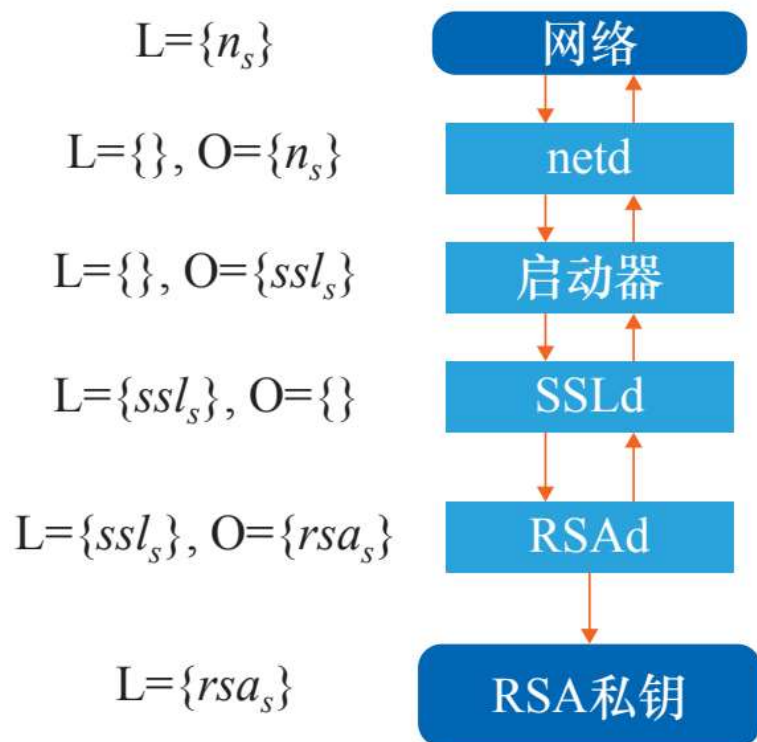 L={n_s} 网络
L={}, O={n_s} netd
L={}, O={ssl_s} 启动器
L={ssl_s}, O={} SSLd
L={ssl_s}, O={rsa_s} RSAd
L={rsa_s} RSA私钥